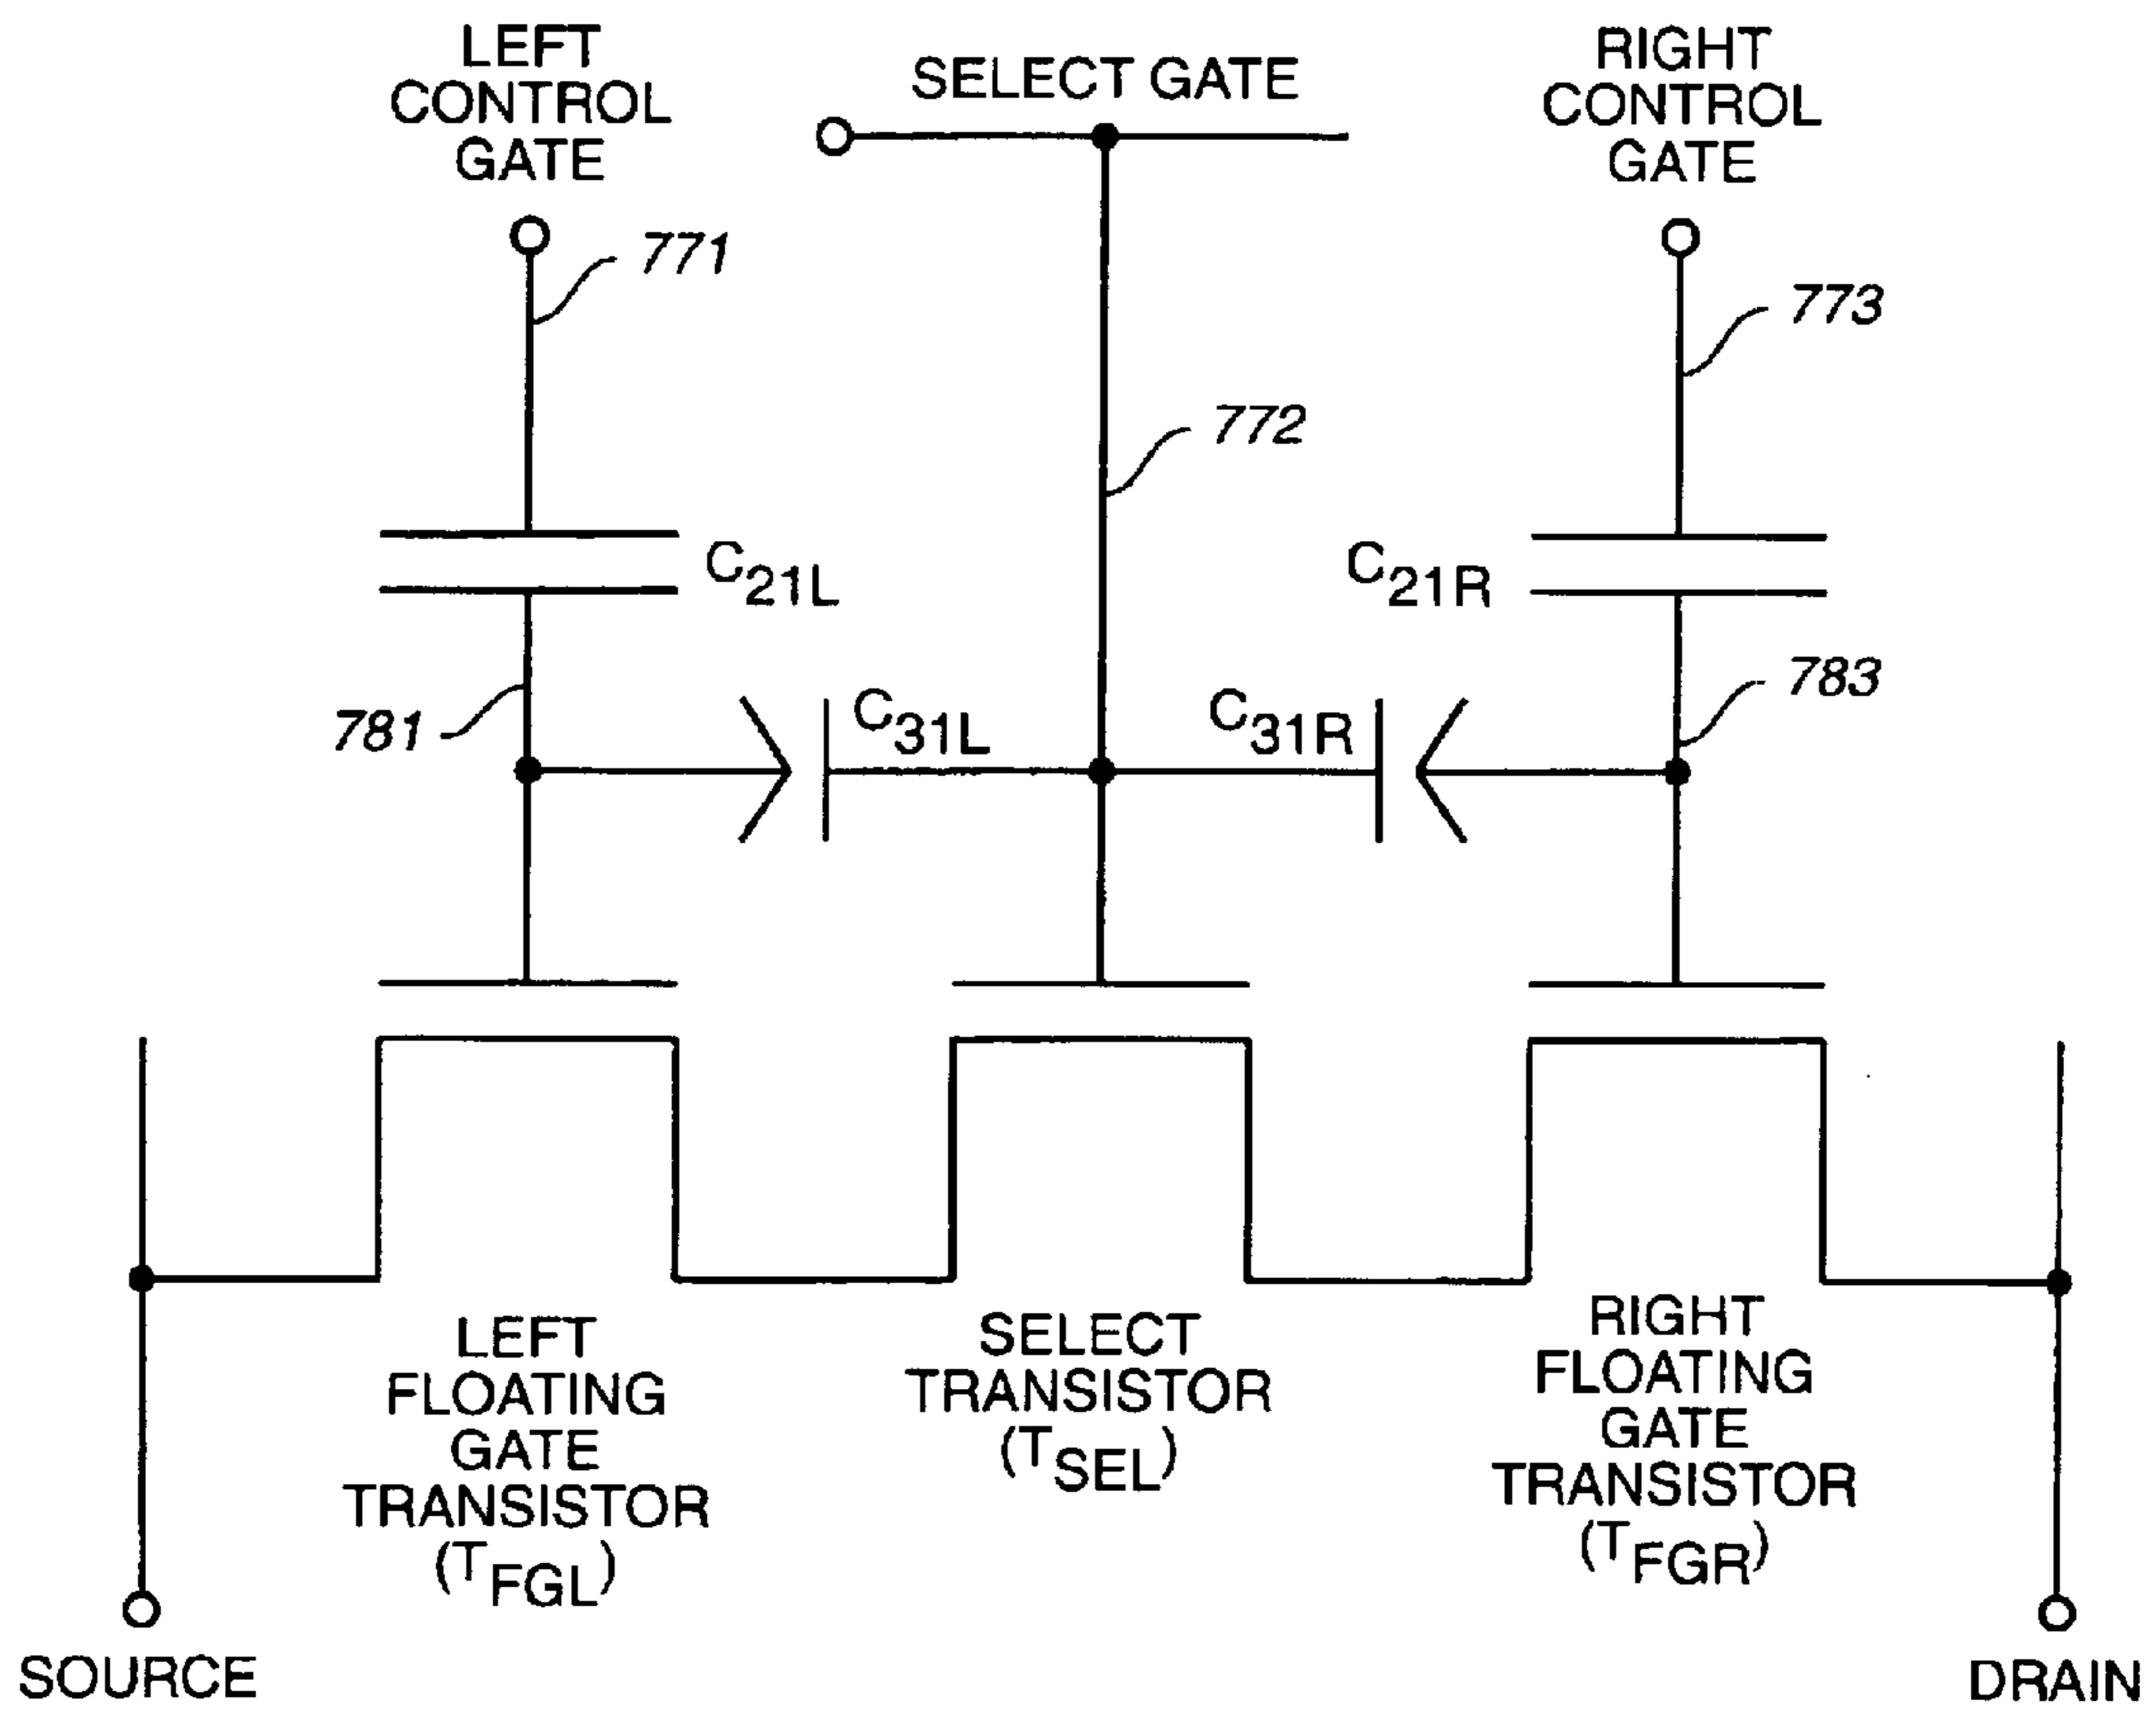 LEFT
CONTROL
GATE
SELECT GATE
RIGHT
CONTROL
GATE
771
773
772
C21L
C21R
781
C31L
C31R
783
LEFT
FLOATING
GATE
TRANSISTOR
(TFGL)
SELECT
TRANSISTOR
(TSEL)
RIGHT
FLOATING
GATE
TRANSISTOR
(TFGR)
SOURCE
DRAIN